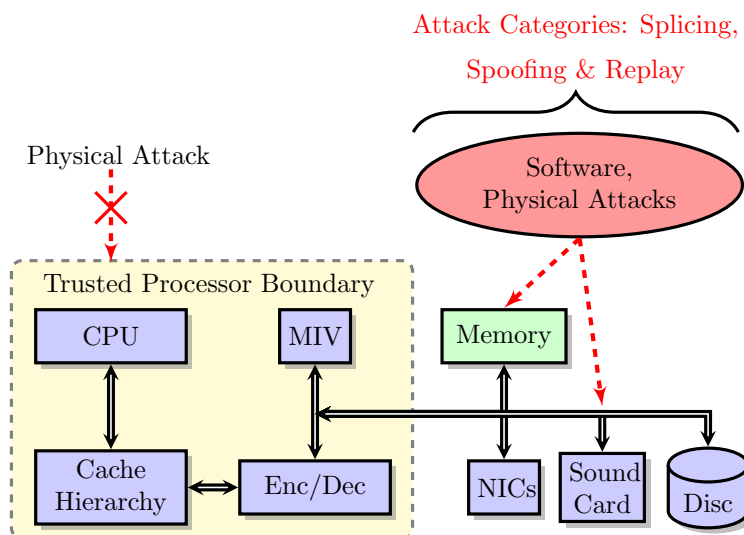 Attack Categories: Splicing,
Spoofing & Replay
Physical Attack
Software,
Physical Attacks
Trusted Processor Boundary
CPU
MIV
Memory
Cache
Hierarchy
Enc/Dec
NICs
Sound
Card
Disc